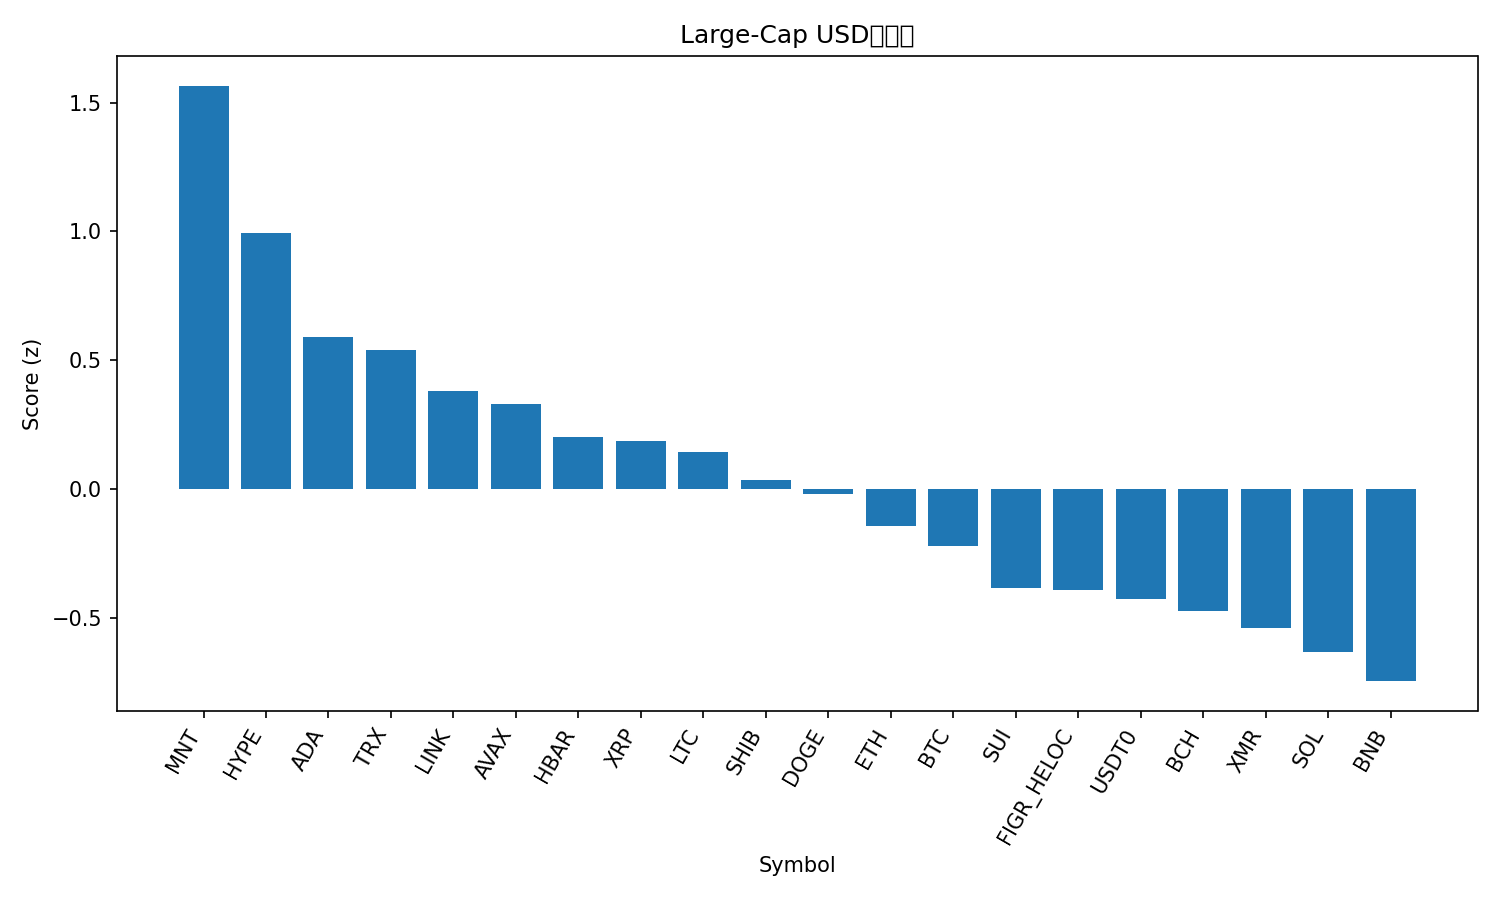 Large-Cap USD
Score (z)
1.5
1.0
0.5
0.0
−0.5
MNT
HYPE
ADA
TRX
LINK
AVAX
HBAR
XRP
LTC
SHIB
DOGE
ETH
BTC
SUI
FIGR_HELOC
USDT0
BCH
XMR
SOL
BNB
Symbol